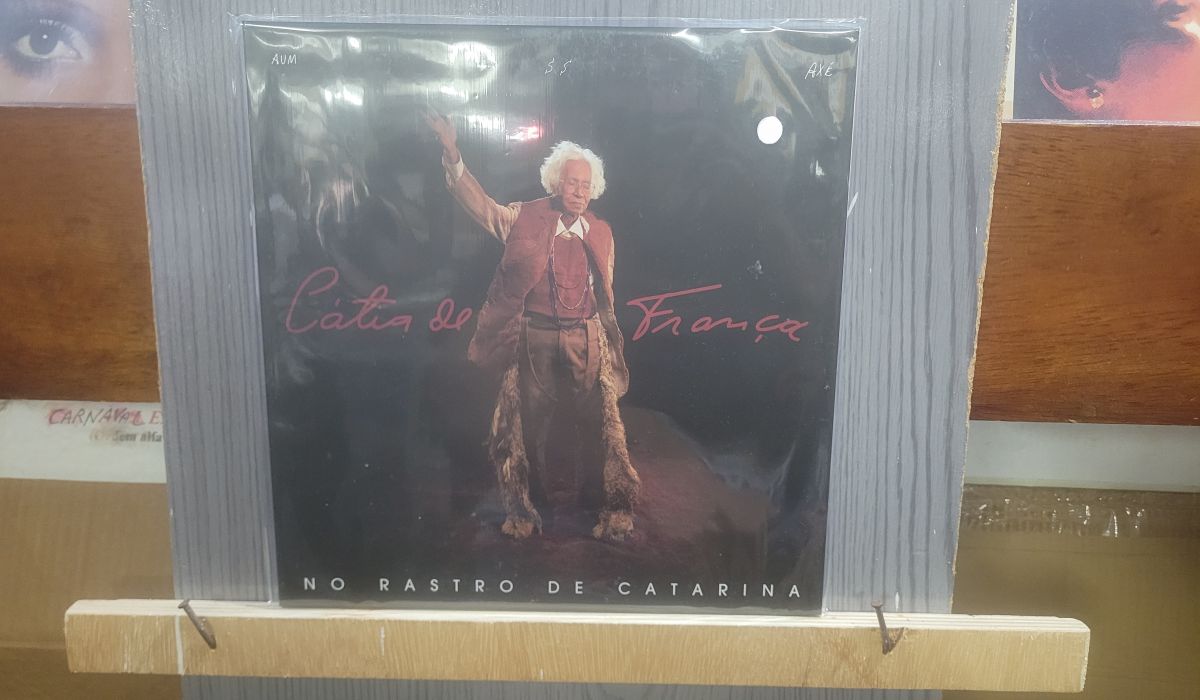 AUM $ $ AXÉ
Cátia de França
NO RASTRO DE CATARINA
CARNAVAL E